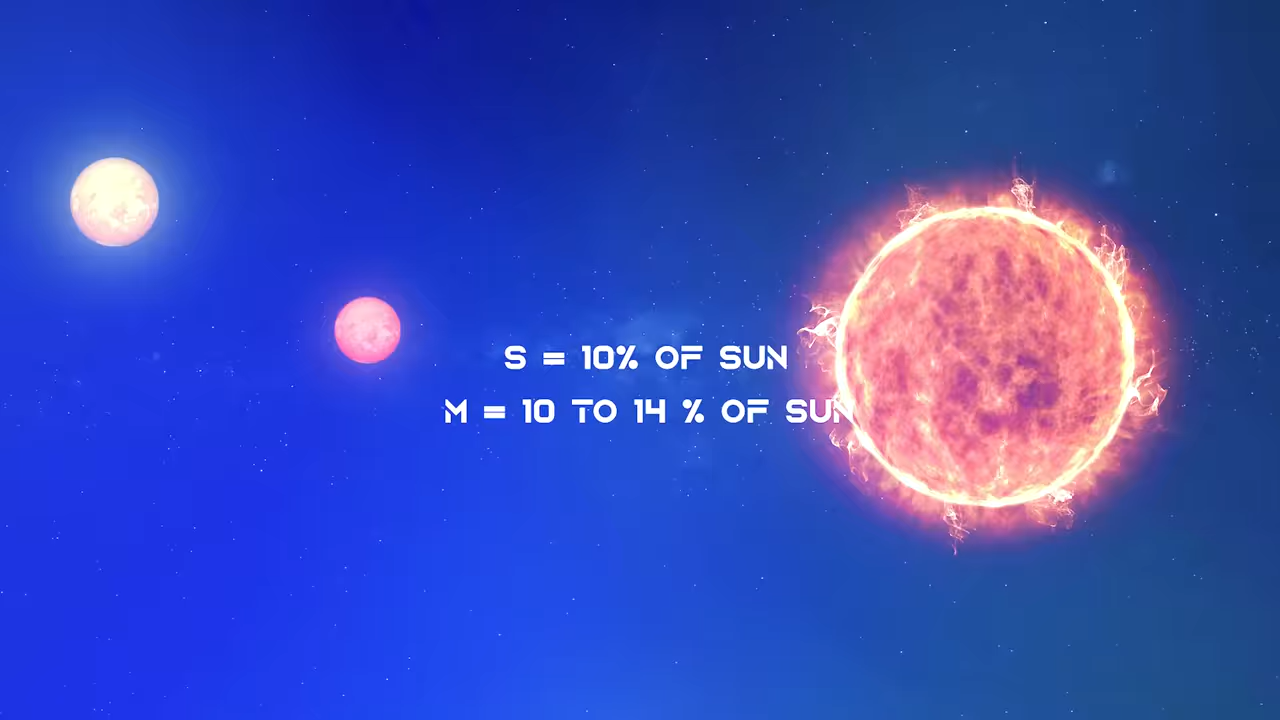 S = 10% OF SUN
M = 10 TO 14 % OF SUN